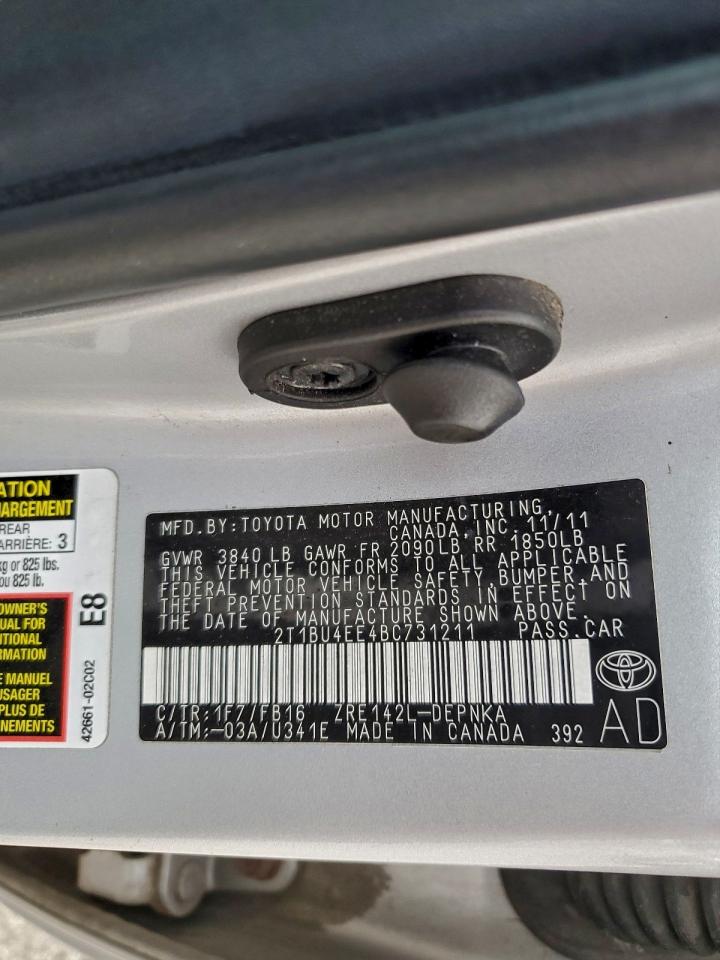 ATION
HARGEMENT
REAR
ARRIÈRE: 3
kg or 825 lbs.
ou 825 lb.
OWNER'S
UAL FOR
ITIONAL
RMATION
E MANUEL
USAGER
PLUS DE
NEMENTS
E8
42661-02C02
MFD.BY:TOYOTA MOTOR MANUFACTURING,
CANADA,INC.11/11
GVWR 3840 LB GAWR FR 2090LB RR 1850LB
THIS VEHICLE CONFORMS TO ALL APPLICABLE
FEDERAL MOTOR VEHICLE SAFETY,BUMPER,AND
THEFT PREVENTION STANDARDS IN EFFECT ON
THE DATE OF MANUFACTURE SHOWN ABOVE.
2T1BU4EE4BC731211 PASS.CAR
C/TR:1F7/FB16 ZRE142L-DEPNKA
A/TM:-03A/U341E MADE IN CANADA 392
AD